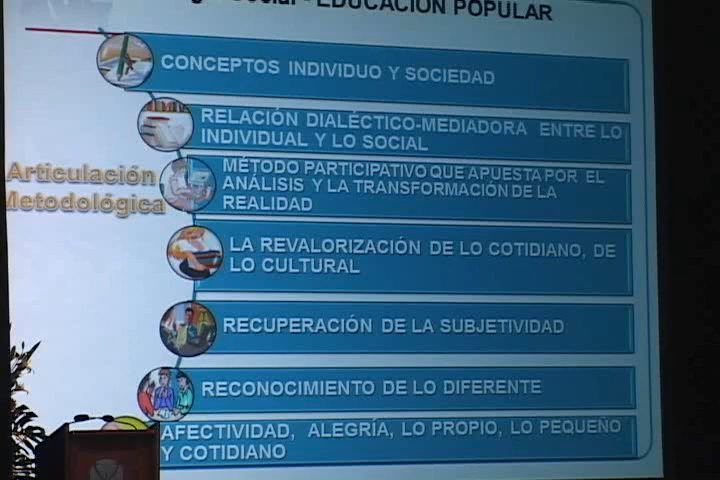 - EDUCACIÓN POPULAR
CONCEPTOS INDIVIDUO Y SOCIEDAD
RELACIÓN DIALÉCTICO-MEDIADORA ENTRE LO
INDIVIDUAL Y LO SOCIAL
Articulación
Metodológica
MÉTODO PARTICIPATIVO QUE APUESTA POR EL
ANÁLISIS Y LA TRANSFORMACIÓN DE LA
REALIDAD
LA REVALORIZACIÓN DE LO COTIDIANO, DE
LO CULTURAL
RECUPERACIÓN DE LA SUBJETIVIDAD
RECONOCIMIENTO DE LO DIFERENTE
AFECTIVIDAD, ALEGRÍA, LO PROPIO, LO PEQUEÑO
Y COTIDIANO